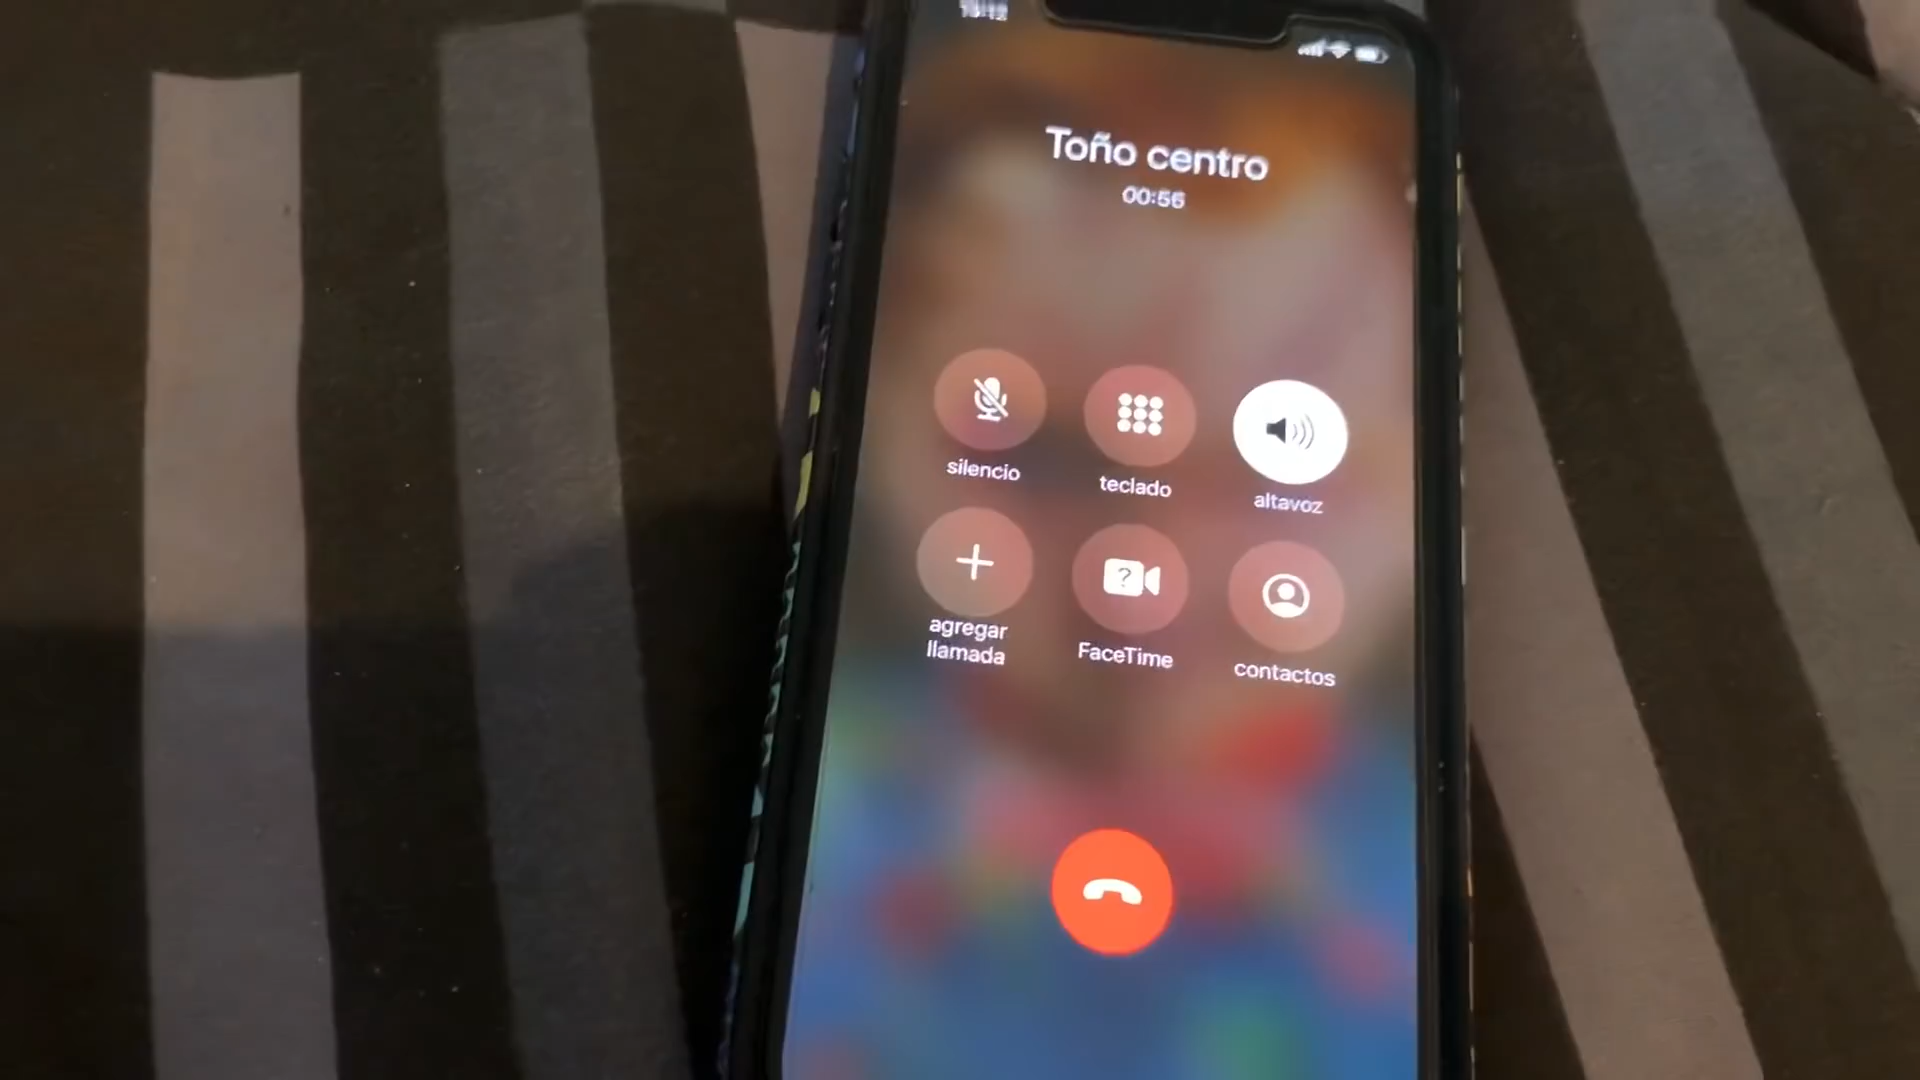 Toño centro
00:56
silencio
teclado
altavoz
?
agregar
llamada
FaceTime
contactos